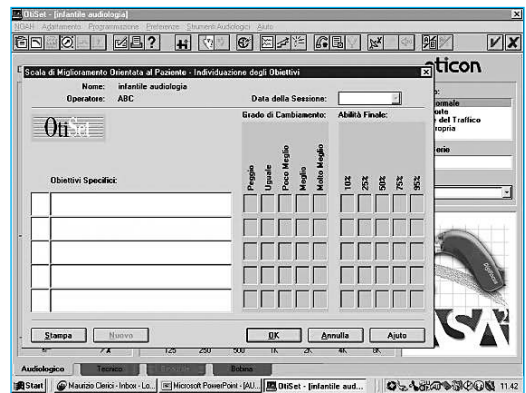 OtiSet - [infantile audiologia]
NOAH Adattamento Programmazione Preferenze Strumenti Audiologici Aiuto
oticon
Scala di Miglioramento Orientata al Paziente - Individuazione degli Obiettivi
Nome: infantile audiologia
Operatore: ABC
Data della Sessione:
OtiSet
Grado di Cambiamento: Abilità Finale:
Peggio Uguale Poco Meglio Meglio Molto Meglio 10% 25% 50% 75% 95%
Obiettivi Specifici:
del Traffico
Stampa Nuovo OK Annulla Aiuto
125 250 500 1K 2K 4K 8K
Audiologico Tecnico Bobina
Start Maurizio Clerici - Inbox - Lo... Microsoft PowerPoint - [AU... OtiSet - [infantile aud... 11.42